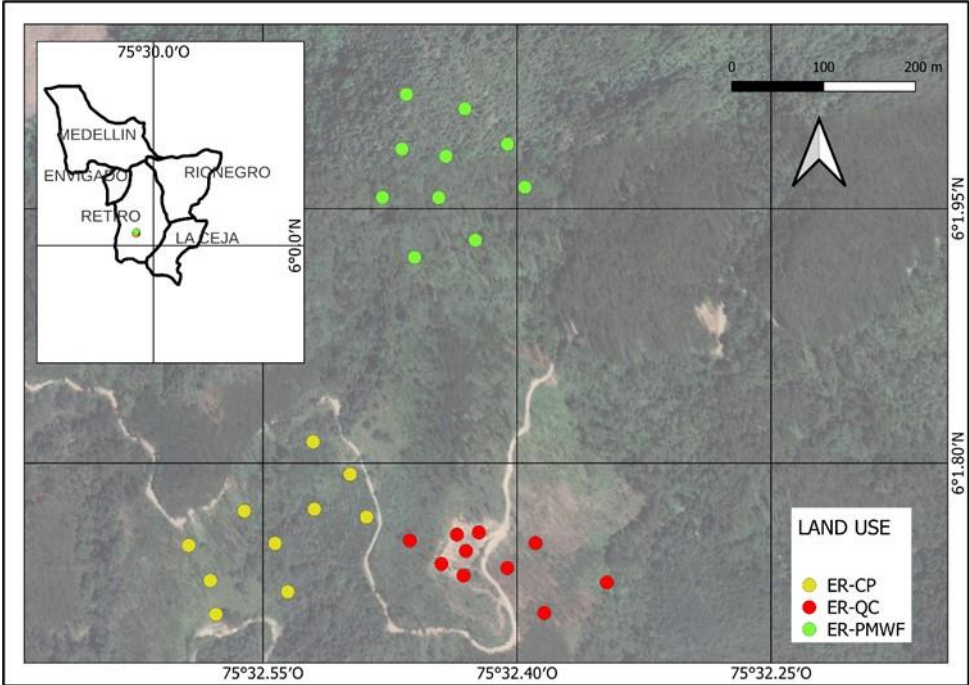 75°30.0'O
MEDELLIN
ENVIGADO
RIONEGRO
RETIRO
LA CEJA
6°0.0'N
0 100 200 m
6°1.95'N
6°1.80'N
LAND USE
ER-CP
ER-QC
ER-PMWF
75°32.55'O 75°32.40'O 75°32.25'O